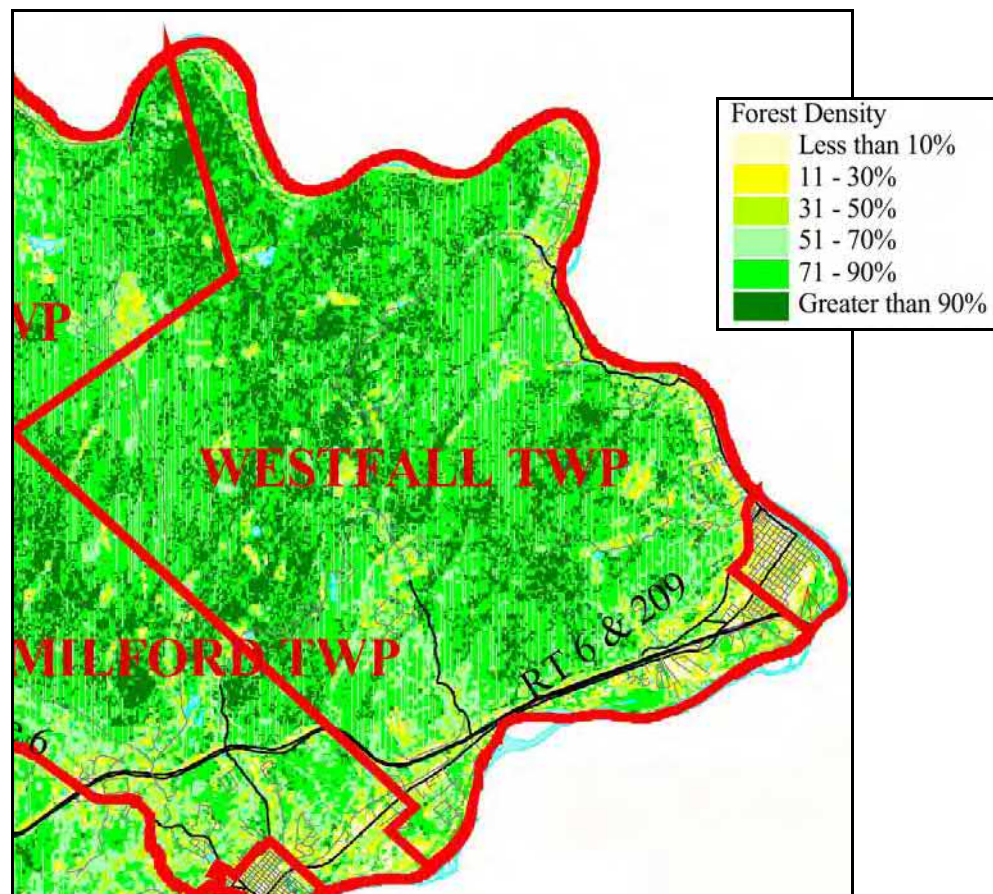 Forest Density
Less than 10%
11 - 30%
31 - 50%
51 - 70%
71 - 90%
Greater than 90%
WP
WESTFALL TWP
RT 6 & 209
MILFORD TWP
6